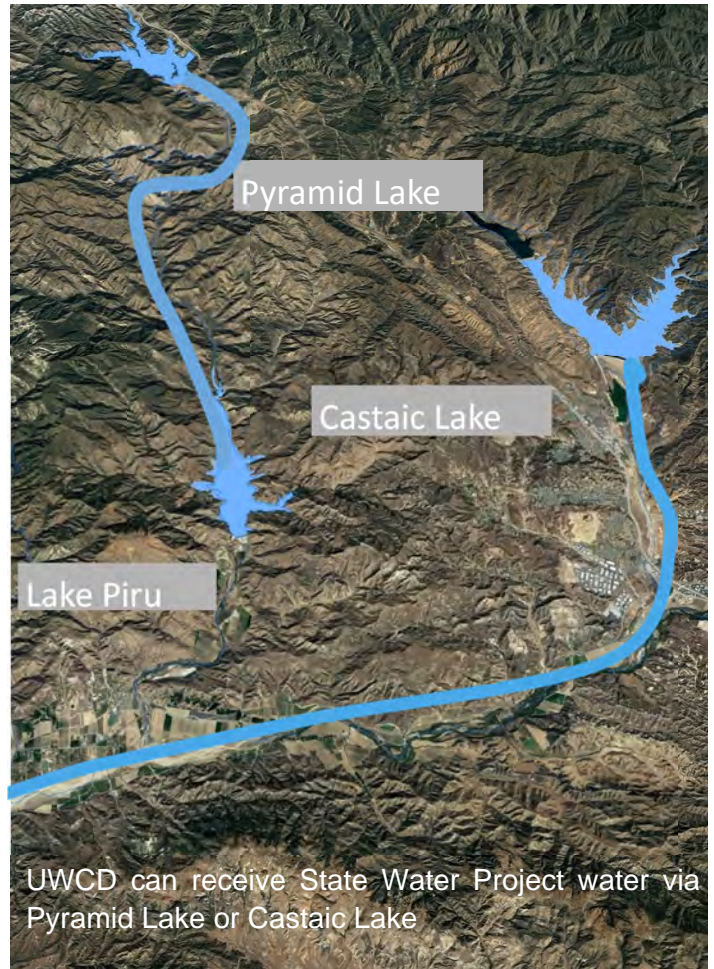 Pyramid Lake
Castaic Lake
Lake Piru
UWCD can receive State Water Project water via
Pyramid Lake or Castaic Lake